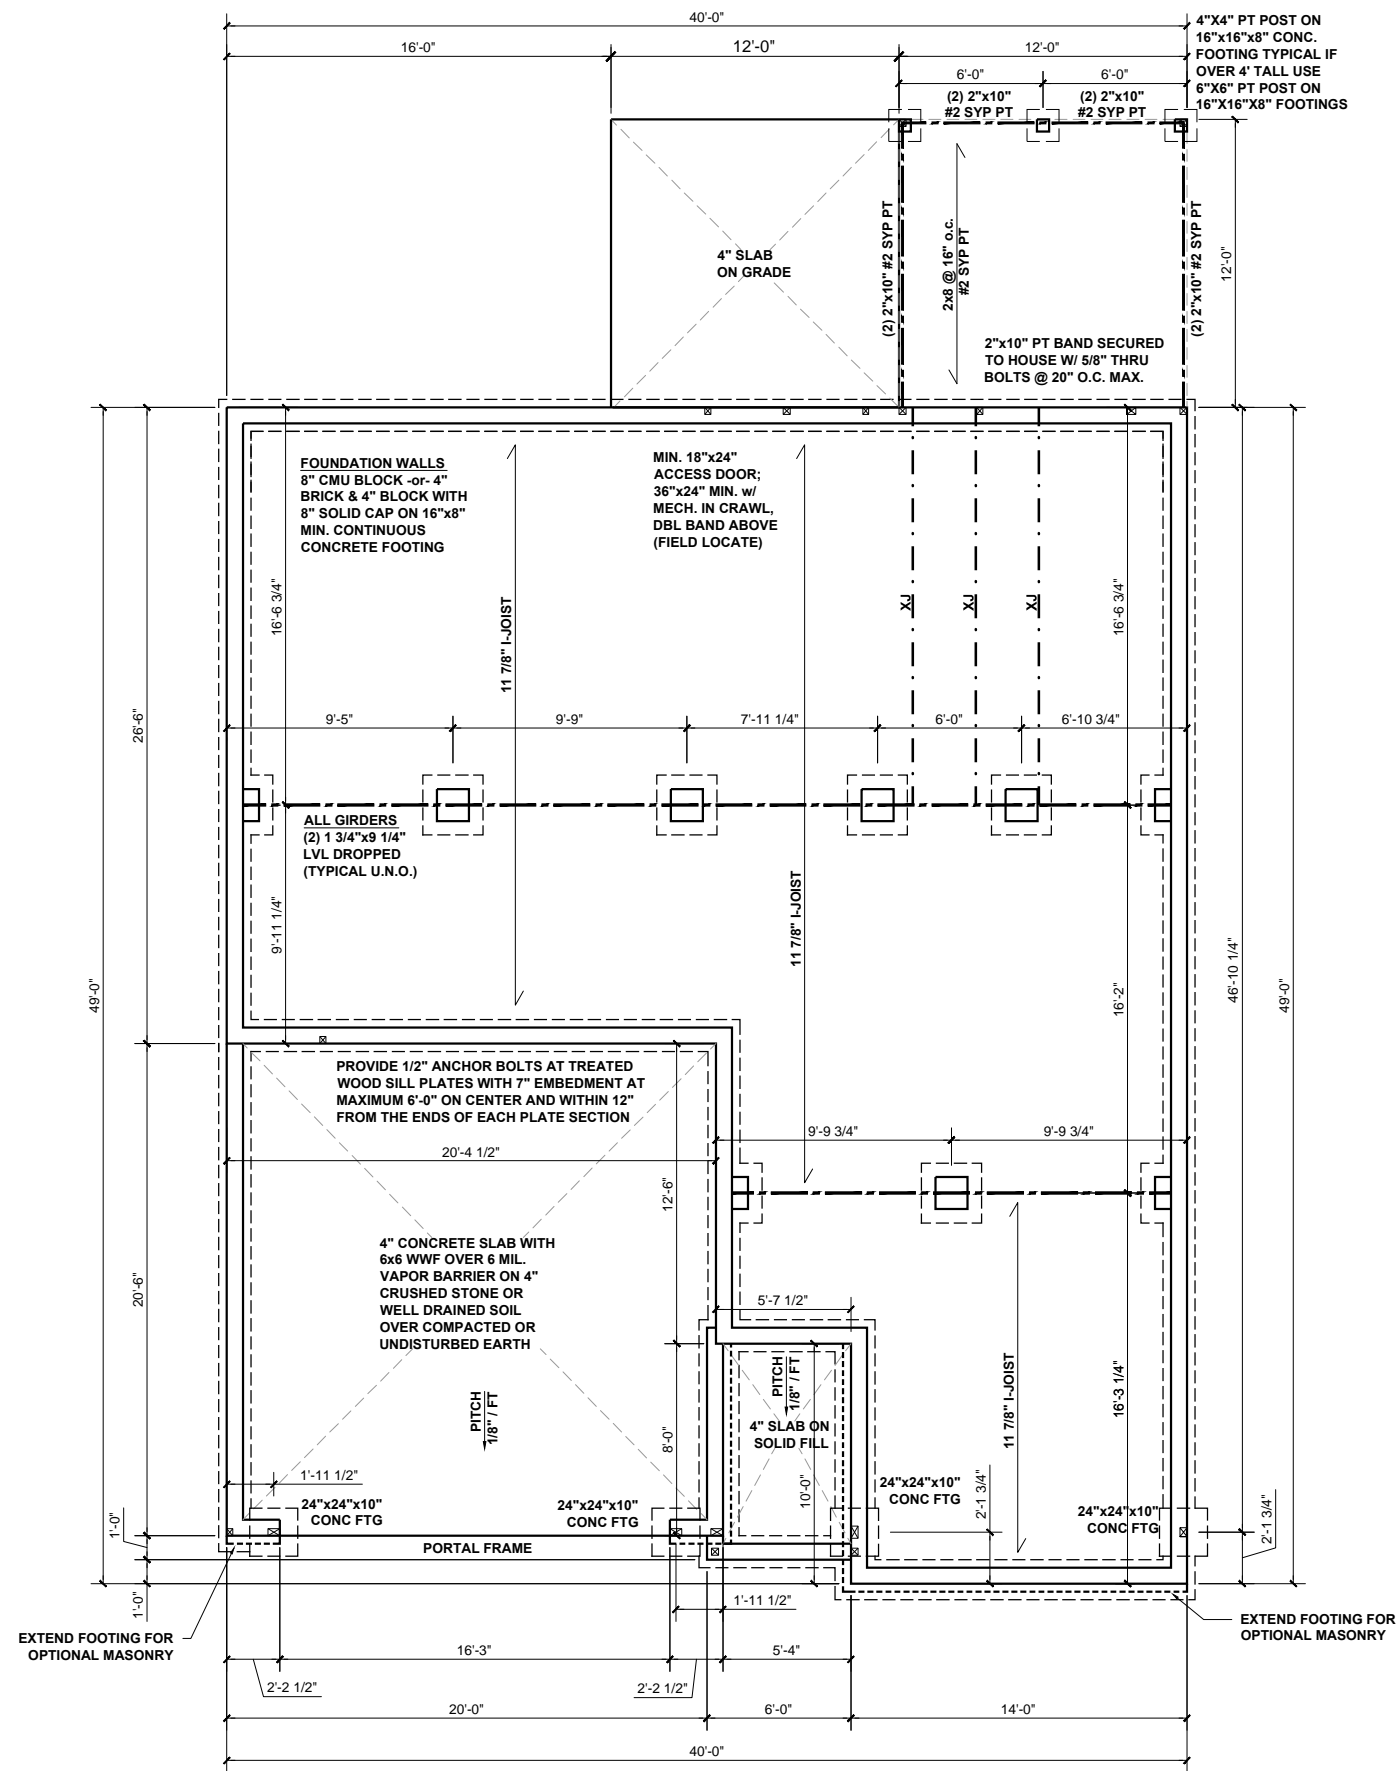 40'-0"
4"X4" PT POST ON
16"x16"x8" CONC.
FOOTING TYPICAL IF
OVER 4' TALL USE
6"X6" PT POST ON
16"X16"X8" FOOTINGS
16'-0"
12'-0"
12'-0"
6'-0"
6'-0"
(2) 2"x10"
#2 SYP PT
(2) 2"x10"
#2 SYP PT
4" SLAB
ON GRADE
(2) 2"x10" #2 SYP PT
2x8 @ 16" o.c.
#2 SYP PT
(2) 2"x10" #2 SYP PT
12'-0"
2"x10" PT BAND SECURED
TO HOUSE W/ 5/8" THRU
BOLTS @ 20" O.C. MAX.
FOUNDATION WALLS
8" CMU BLOCK -or- 4"
BRICK & 4" BLOCK WITH
8" SOLID CAP ON 16"x8"
MIN. CONTINUOUS
CONCRETE FOOTING
MIN. 18"x24"
ACCESS DOOR;
36"x24" MIN. w/
MECH. IN CRAWL,
DBL BAND ABOVE
(FIELD LOCATE)
16'-6 3/4"
11 7/8" I-JOIST
XJ
XJ
XJ
16'-6 3/4"
26'-6"
9'-5"
9'-9"
7'-11 1/4"
6'-0"
6'-10 3/4"
ALL GIRDERS
(2) 1 3/4"x9 1/4"
LVL DROPPED
(TYPICAL U.N.O.)
9'-11 1/4"
11 7/8" I-JOIST
49'-0"
16'-2"
46'-10 1/4"
49'-0"
PROVIDE 1/2" ANCHOR BOLTS AT TREATED
WOOD SILL PLATES WITH 7" EMBEDMENT AT
MAXIMUM 6'-0" ON CENTER AND WITHIN 12"
FROM THE ENDS OF EACH PLATE SECTION
9'-9 3/4"
9'-9 3/4"
20'-4 1/2"
12'-6"
4" CONCRETE SLAB WITH
6x6 WWF OVER 6 MIL.
VAPOR BARRIER ON 4"
CRUSHED STONE OR
WELL DRAINED SOIL
OVER COMPACTED OR
UNDISTURBED EARTH
20'-6"
5'-7 1/2"
PITCH
1/8" / FT
PITCH
1/8" / FT
4" SLAB ON
SOLID FILL
8'-0"
10'-0"
11 7/8" I-JOIST
16'-3 1/4"
1'-11 1/2"
24"x24"x10"
CONC FTG
24"x24"x10"
CONC FTG
24"x24"x10"
CONC FTG
2'-1 3/4"
24"x24"x10"
CONC FTG
2'-1 3/4"
1'-0"
PORTAL FRAME
1'-0"
1'-11 1/2"
EXTEND FOOTING FOR
OPTIONAL MASONRY
EXTEND FOOTING FOR
OPTIONAL MASONRY
16'-3"
5'-4"
2'-2 1/2"
2'-2 1/2"
20'-0"
6'-0"
14'-0"
40'-0"